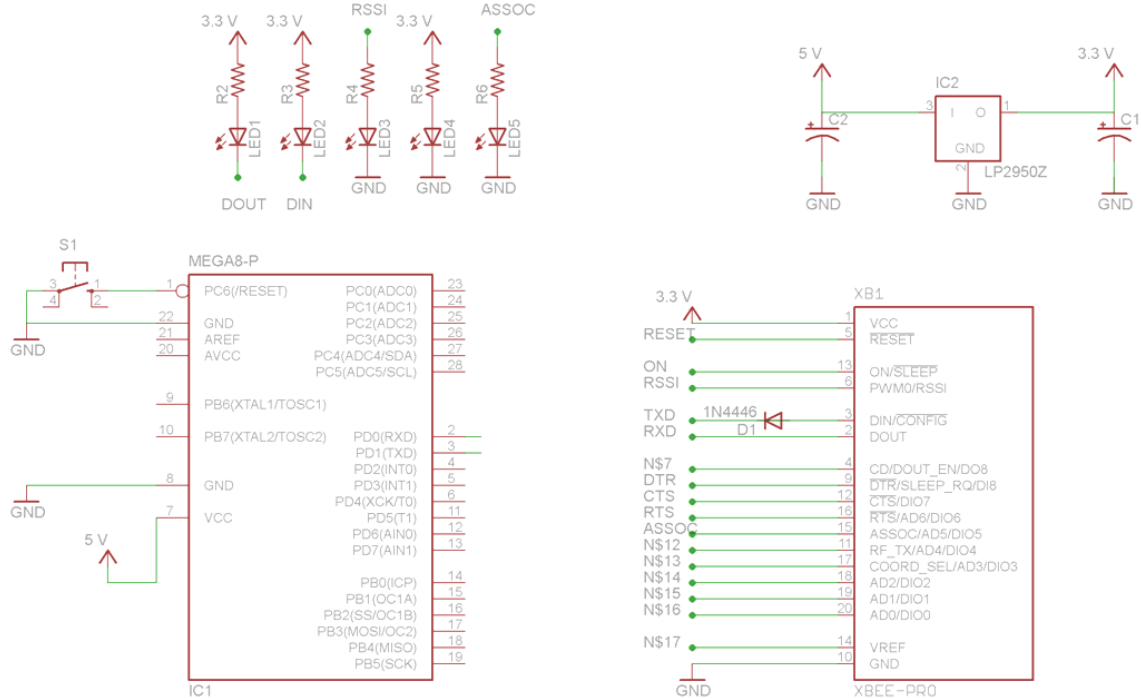 RSSI ASSOC
3.3 V 3.3 V 3.3 V
R2 R3 R4 R5 R6
LED1 LED2 LED3 LED4 LED5
GND GND GND
DOUT DIN
5 V 3.3 V
IC2
3 I O 1
C2 C1
GND
2
LP2950Z
GND GND GND
S1
3 1
4 2
GND
MEGA8-P
1 PC6(/RESET) PC0(ADC0) 23
PC1(ADC1) 24
22 GND PC2(ADC2) 25
21 AREF PC3(ADC3) 26
20 AVCC PC4(ADC4/SDA) 27
PC5(ADC5/SCL) 28
9 PB6(XTAL1/TOSC1)
10 PB7(XTAL2/TOSC2) PD0(RXD) 2
PD1(TXD) 3
PD2(INT0) 4
8 GND PD3(INT1) 5
GND
PD4(XCK/T0) 6
7 VCC PD5(T1) 11
PD6(AIN0) 12
5 V
PD7(AIN1) 13
PB0(ICP) 14
PB1(OC1A) 15
PB2(SS/OC1B) 16
PB3(MOSI/OC2) 17
PB4(MISO) 18
PB5(SCK) 19
IC1
XB1
3.3 V
1 VCC
RESET 5 RESET
ON 13 ON/SLEEP
RSSI 6 PWM0/RSSI
TXD 1N4446 3 DIN/CONFIG
RXD D1 2 DOUT
N$7 4 CD/DOUT_EN/DO8
DTR 9 DTR/SLEEP_RQ/DI8
CTS 12 CTS/DIO7
RTS 16 RTS/AD6/DIO6
ASSOC 15 ASSOC/AD5/DIO5
N$12 11 RF_TX/AD4/DIO4
N$13 17 COORD_SEL/AD3/DIO3
N$14 18 AD2/DIO2
N$15 19 AD1/DIO1
N$16 20 AD0/DIO0
N$17 14 VREF
10 GND
GND
XBEE-PRO